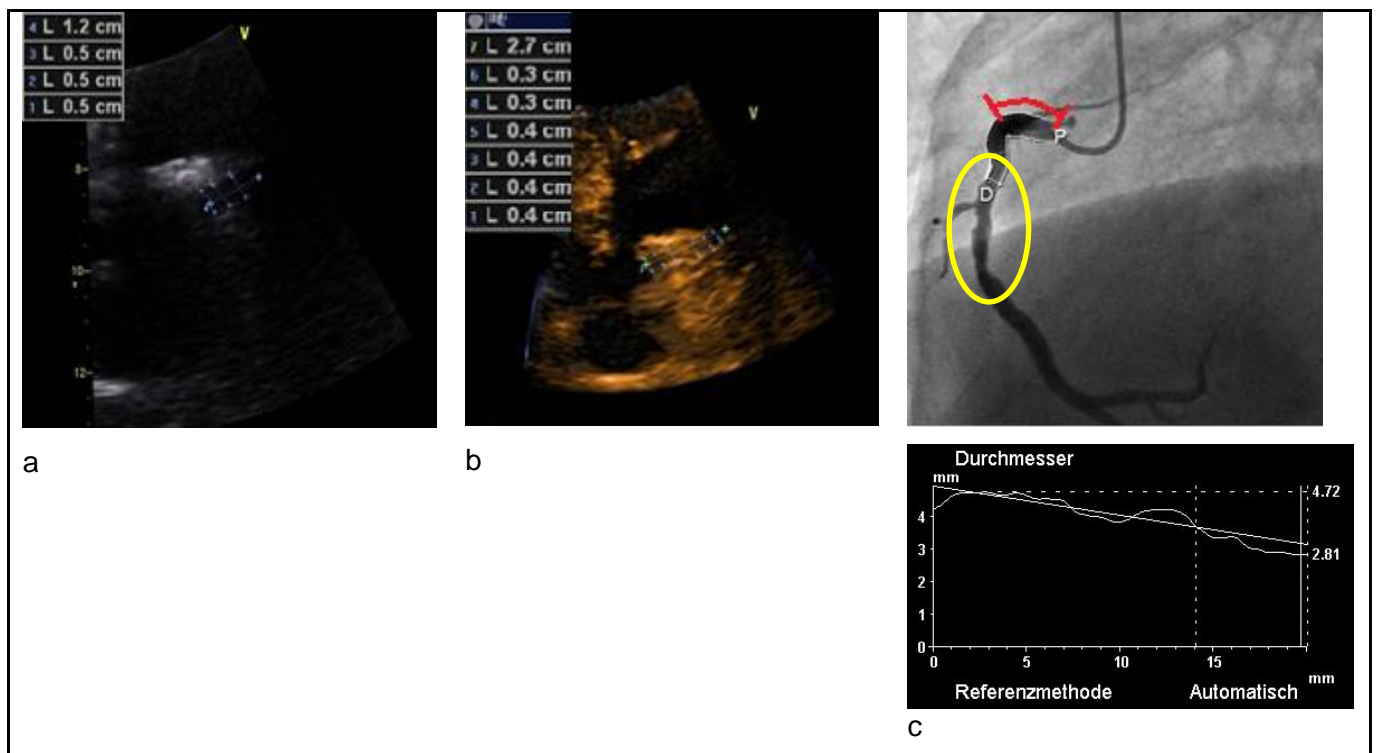 4 L 1.2 cm
3 L 0.5 cm
2 L 0.5 cm
1 L 0.5 cm
V
8
10
12
a
7 L 2.7 cm
6 L 0.3 cm
4 L 0.3 cm
5 L 0.4 cm
3 L 0.4 cm
2 L 0.4 cm
1 L 0.4 cm
V
b
P
D
Durchmesser
mm
4.72
4
3
2.81
2
1
0
0 5 10 15
mm
Referenzmethode Automatisch
c